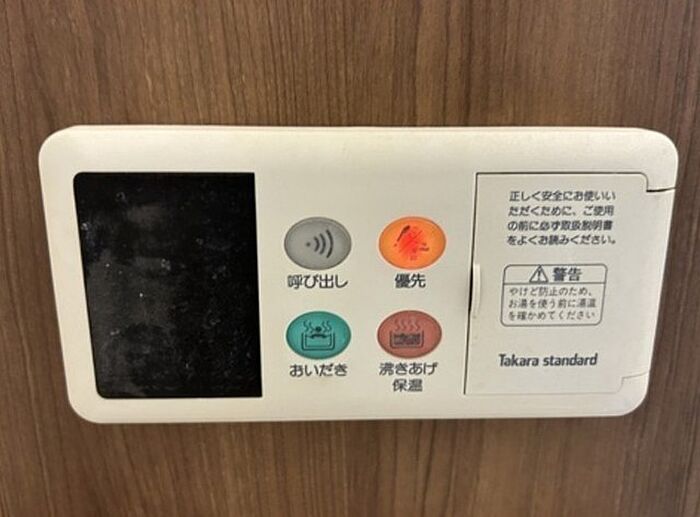 呼び出し
優先
おいだき
沸きあげ
保温
正しく安全にお使いい
ただくために、ご使用
の前に必ず取扱説明書
をよくお読みください。
警告
やけど防止のため、
お湯を使う前に湯温
を確かめてください
Takara standard